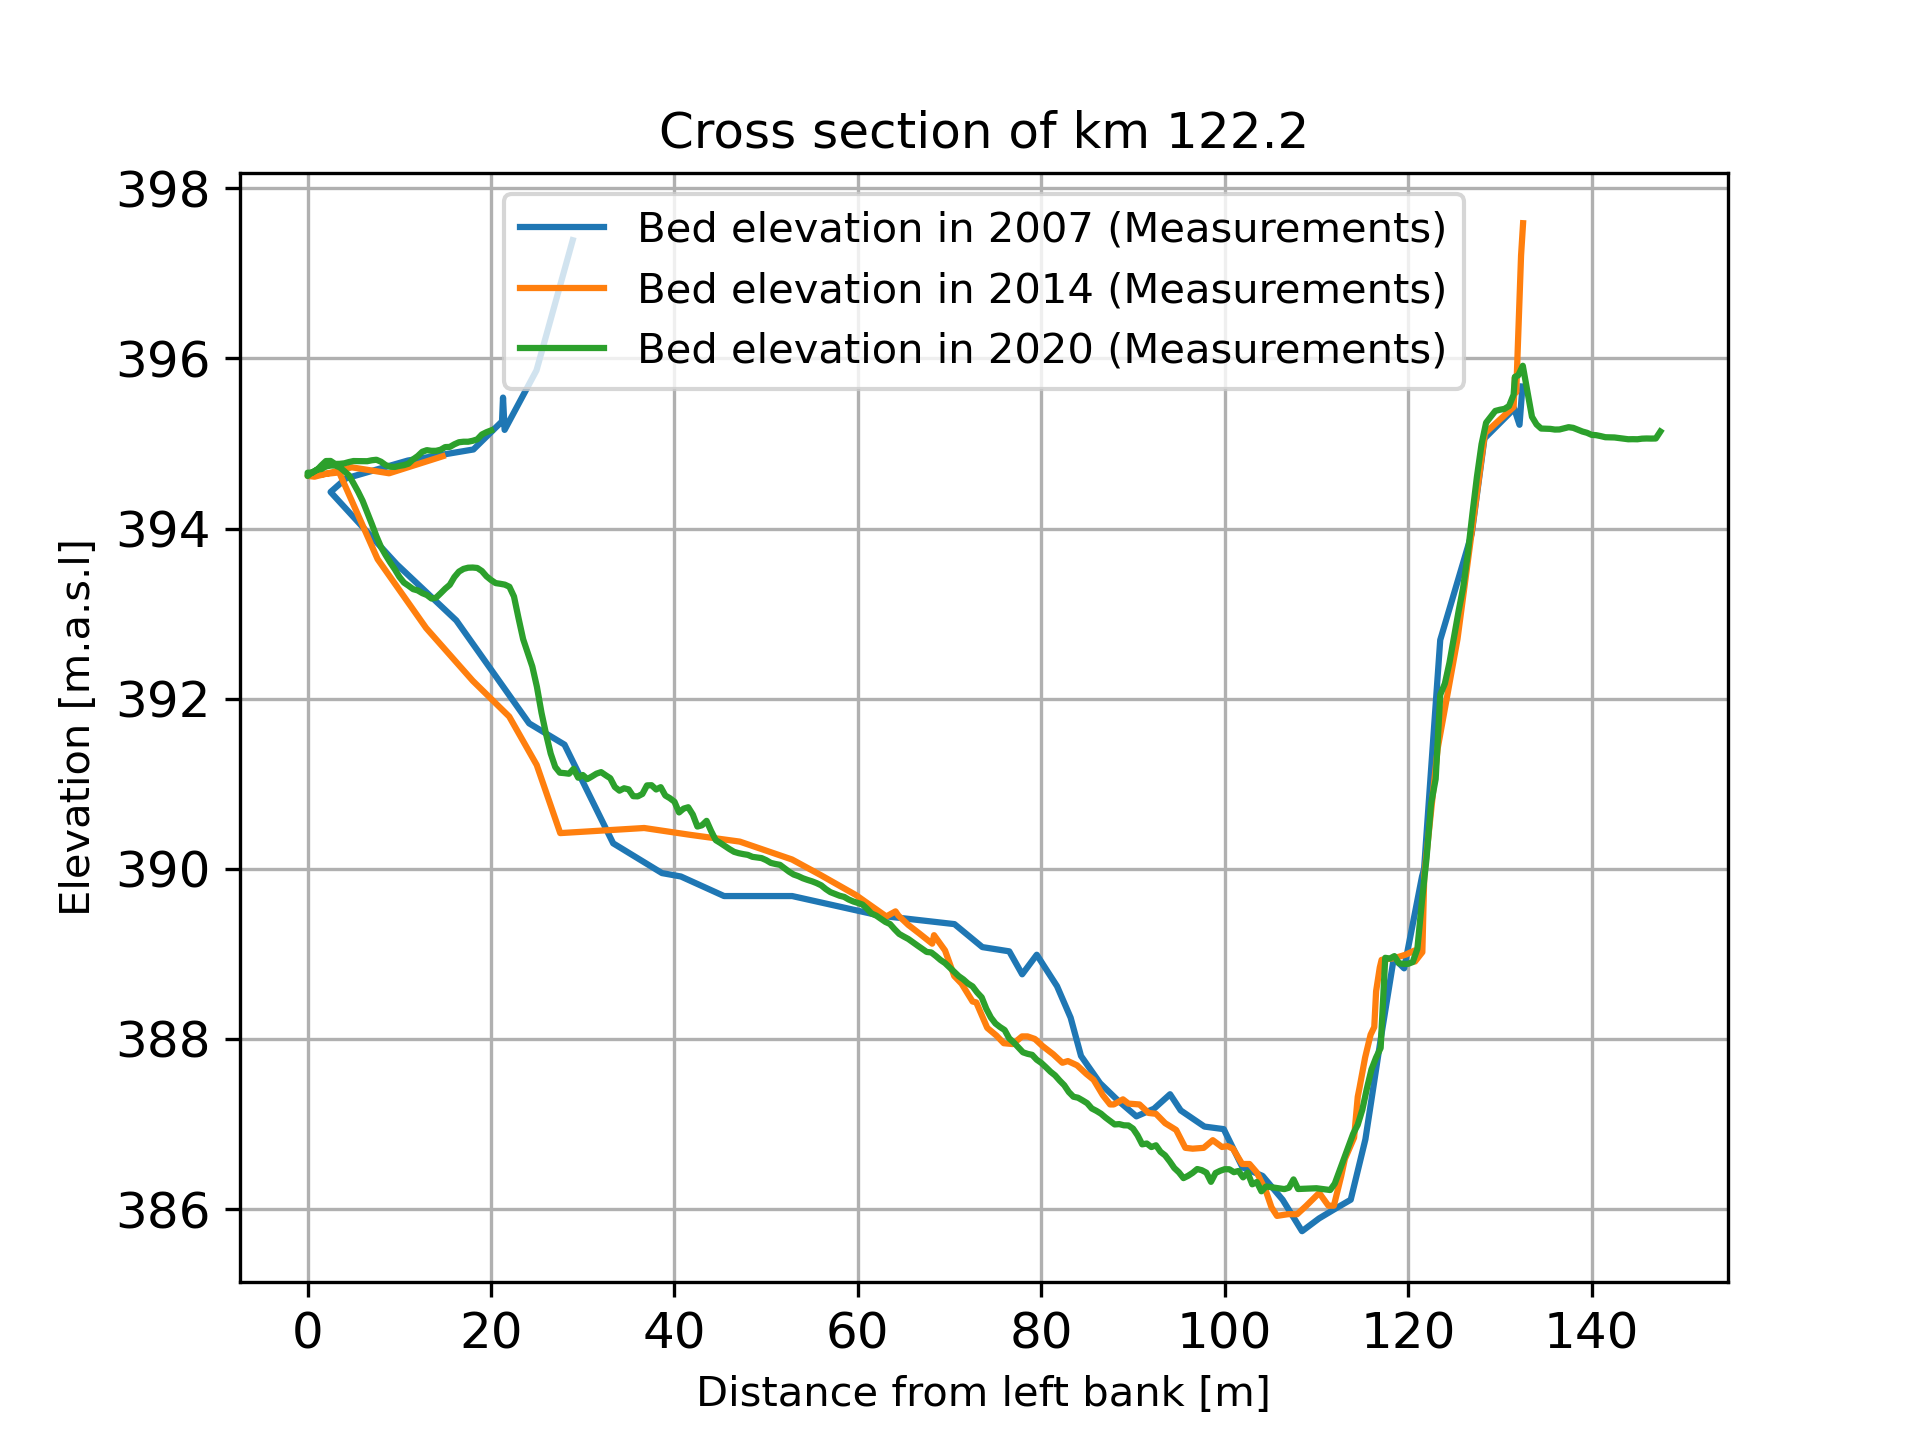 Cross section of km 122.2
398
396
394
392
390
388
386
Elevation [m.a.s.l]
Bed elevation in 2007 (Measurements)
Bed elevation in 2014 (Measurements)
Bed elevation in 2020 (Measurements)
0 20 40 60 80 100 120 140
Distance from left bank [m]